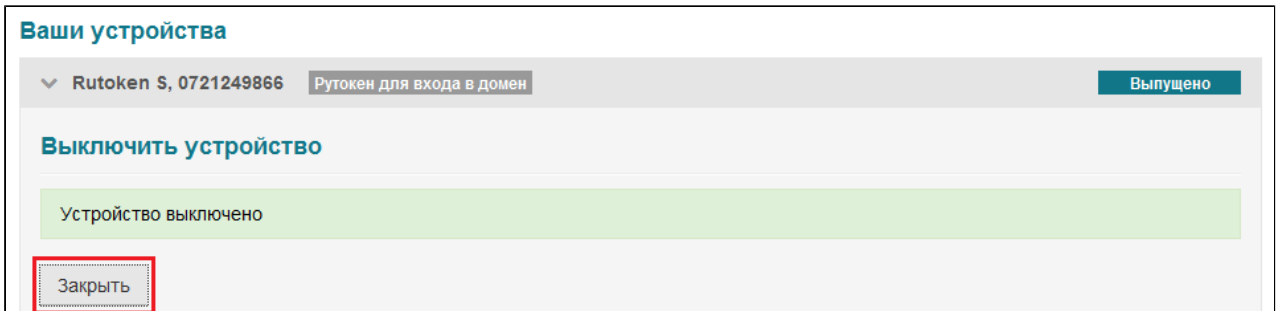 Ваши устройства
Rutoken S, 0721249866 Рутокен для входа в домен Выпущено
Выключить устройство
Устройство выключено
Закрыть